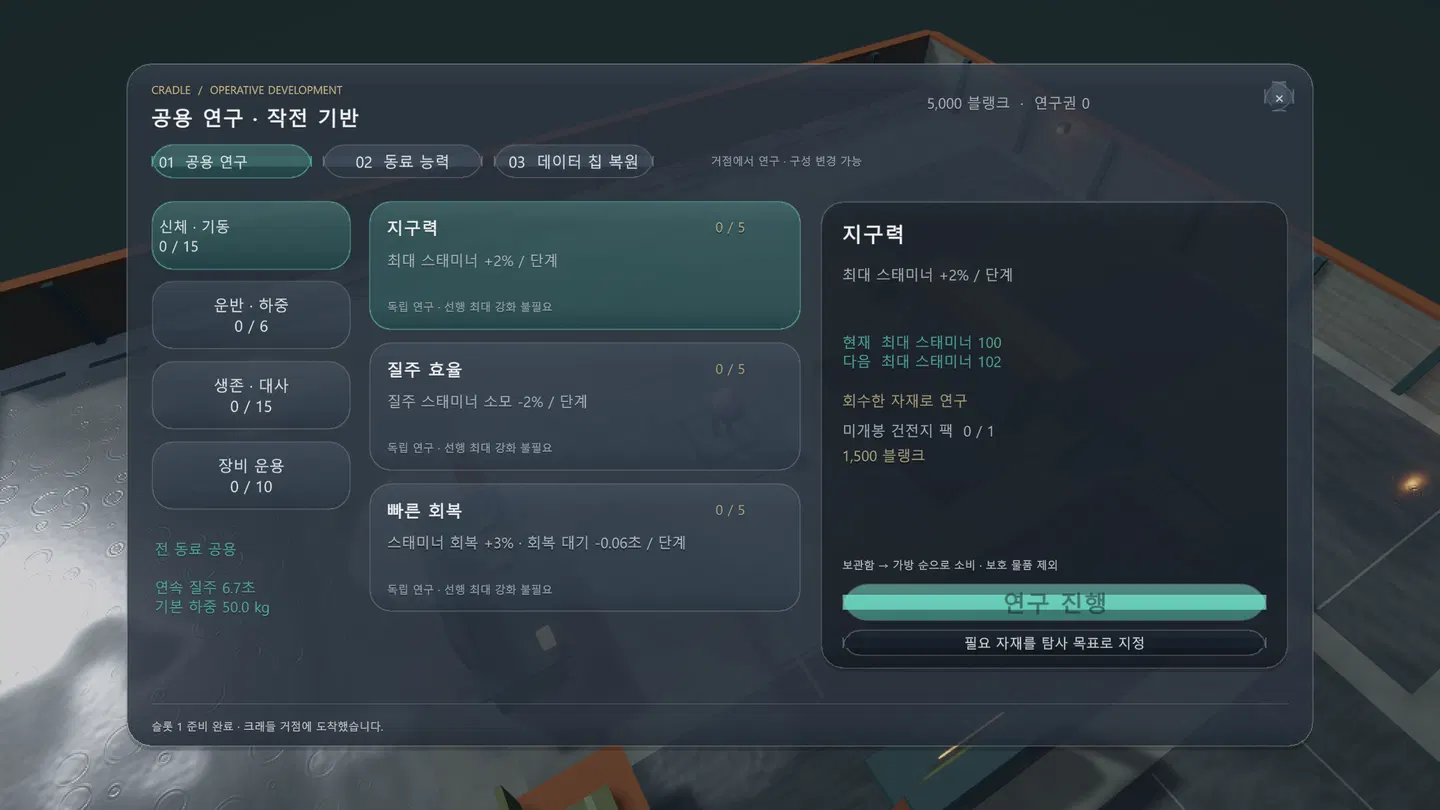 CRADLE / OPERATIVE DEVELOPMENT
공용 연구 · 작전 기반
5,000 블랭크 · 연구권 0
×
01 공용 연구
02 동료 능력
03 데이터 칩 복원
거점에서 연구 · 구성 변경 가능
신체 · 기동
0 / 15
운반 · 하중
0 / 6
생존 · 대사
0 / 15
장비 운용
0 / 10
전 동료 공용
연속 질주 6.7초
기본 하중 50.0 kg
지구력
0 / 5
최대 스태미너 +2% / 단계
독립 연구 · 선행 최대 강화 불필요
질주 효율
0 / 5
질주 스태미너 소모 -2% / 단계
독립 연구 · 선행 최대 강화 불필요
빠른 회복
0 / 5
스태미너 회복 +3% · 회복 대기 -0.06초 / 단계
독립 연구 · 선행 최대 강화 불필요
지구력
최대 스태미너 +2% / 단계
현재 최대 스태미너 100
다음 최대 스태미너 102
회수한 자재로 연구
미개봉 건전지 팩 0 / 1
1,500 블랭크
보관함 → 가방 순으로 소비 · 보호 물품 제외
연구 진행
필요 자재를 탐사 목표로 지정
슬롯 1 준비 완료 · 크래들 거점에 도착했습니다.